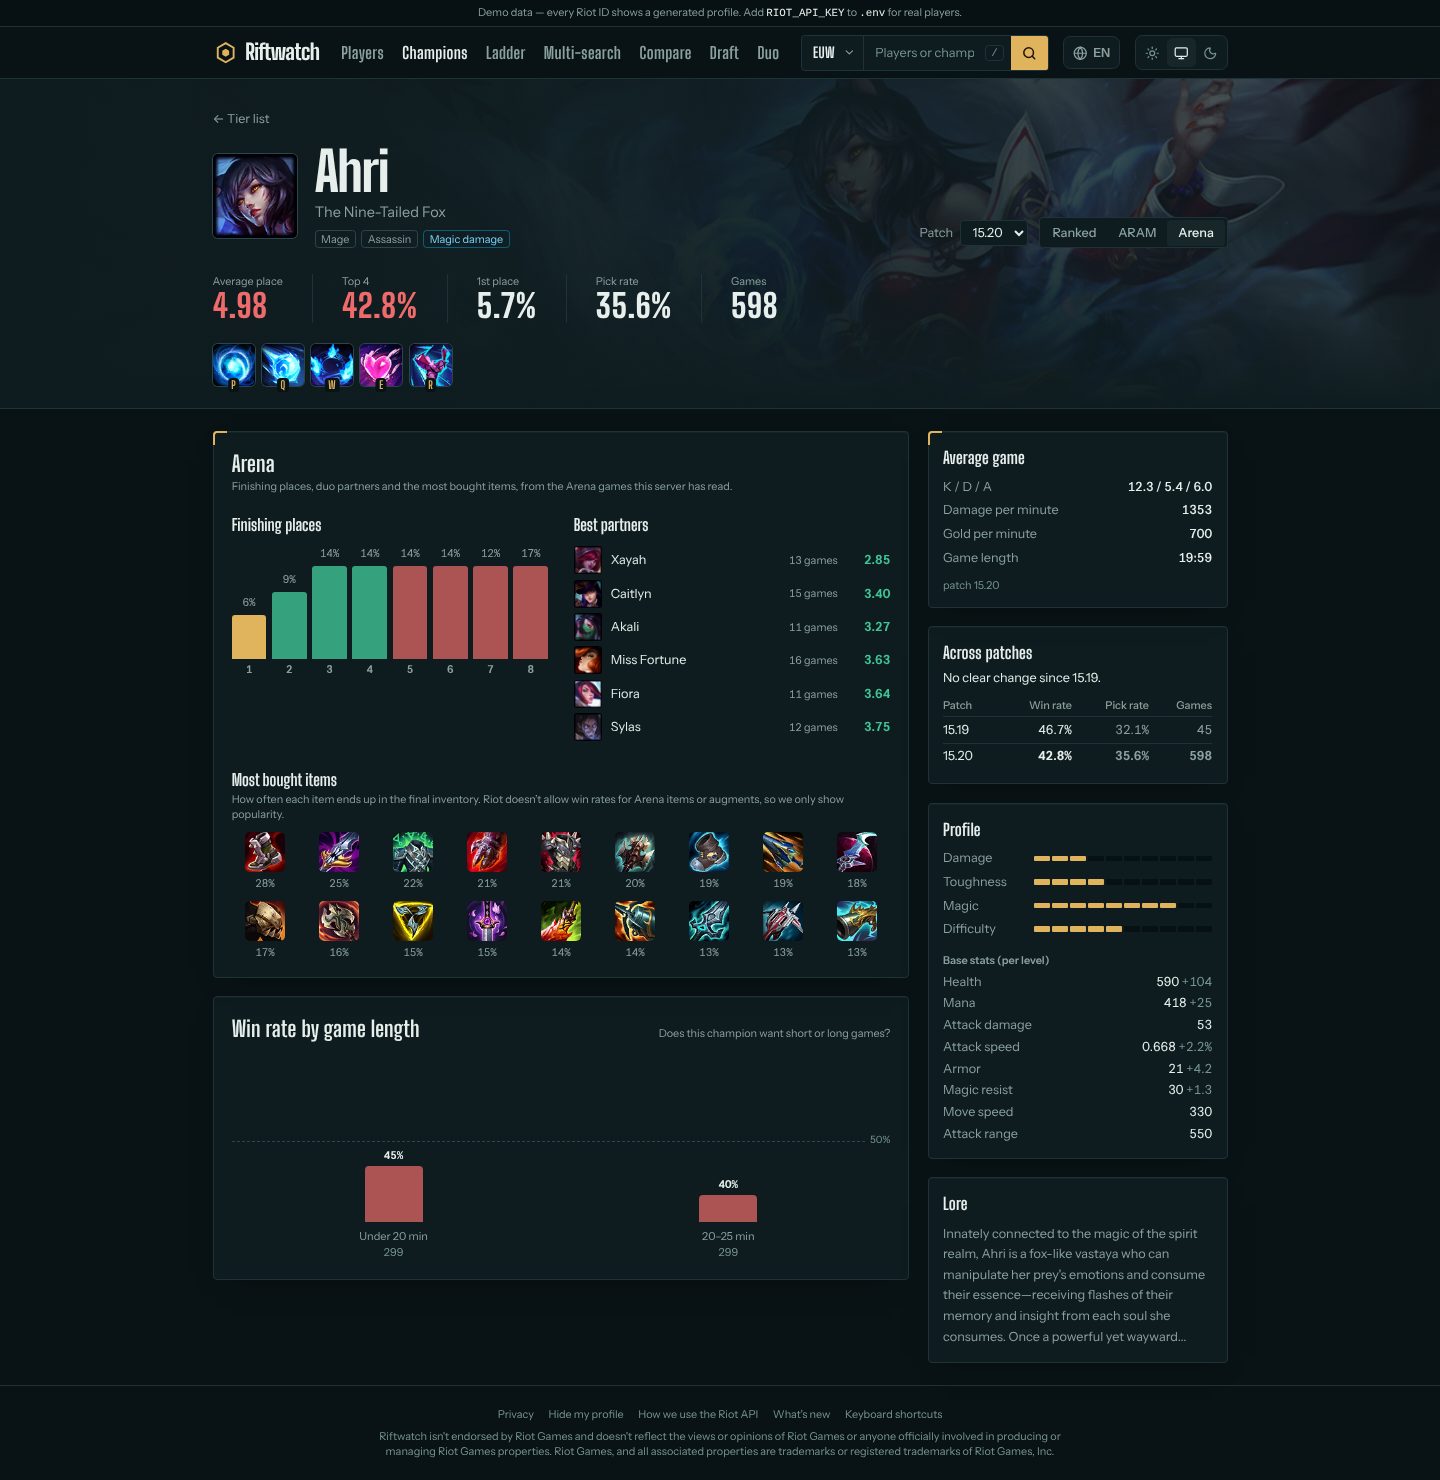 Demo data — every Riot ID shows a generated profile. Add RIOT_API_KEY to .env for real players.
Riftwatch Players Champions Ladder Multi-search Compare Draft Duo EUW Players or champ / EN
← Tier list
Ahri
The Nine-Tailed Fox
Mage Assassin Magic damage
Patch 15.20 Ranked ARAM Arena
Average place Top 4 1st place Pick rate Games
4.98 42.8% 5.7% 35.6% 598
P Q W E R
Arena
Finishing places, duo partners and the most bought items, from the Arena games this server has read.
Finishing places
14% 14% 14% 14% 12% 17%
9%
6%
1 2 3 4 5 6 7 8
Best partners
Xayah 13 games 2.85
Caitlyn 15 games 3.40
Akali 11 games 3.27
Miss Fortune 16 games 3.63
Fiora 11 games 3.64
Sylas 12 games 3.75
Most bought items
How often each item ends up in the final inventory. Riot doesn't allow win rates for Arena items or augments, so we only show
popularity.
28% 25% 22% 21% 21% 20% 19% 19% 18%
17% 16% 15% 15% 14% 14% 13% 13% 13%
Win rate by game length
Does this champion want short or long games?
50%
45%
40%
Under 20 min 20–25 min
299 299
Average game
K / D / A 12.3 / 5.4 / 6.0
Damage per minute 1353
Gold per minute 700
Game length 19:59
patch 15.20
Across patches
No clear change since 15.19.
Patch Win rate Pick rate Games
15.19 46.7% 32.1% 45
15.20 42.8% 35.6% 598
Profile
Damage
Toughness
Magic
Difficulty
Base stats (per level)
Health 590 +104
Mana 418 +25
Attack damage 53
Attack speed 0.668 +2.2%
Armor 21 +4.2
Magic resist 30 +1.3
Move speed 330
Attack range 550
Lore
Innately connected to the magic of the spirit
realm, Ahri is a fox-like vastaya who can
manipulate her prey's emotions and consume
their essence—receiving flashes of their
memory and insight from each soul she
consumes. Once a powerful yet wayward...
Privacy Hide my profile How we use the Riot API What's new Keyboard shortcuts
Riftwatch isn't endorsed by Riot Games and doesn't reflect the views or opinions of Riot Games or anyone officially involved in producing or
managing Riot Games properties. Riot Games, and all associated properties are trademarks or registered trademarks of Riot Games, Inc.